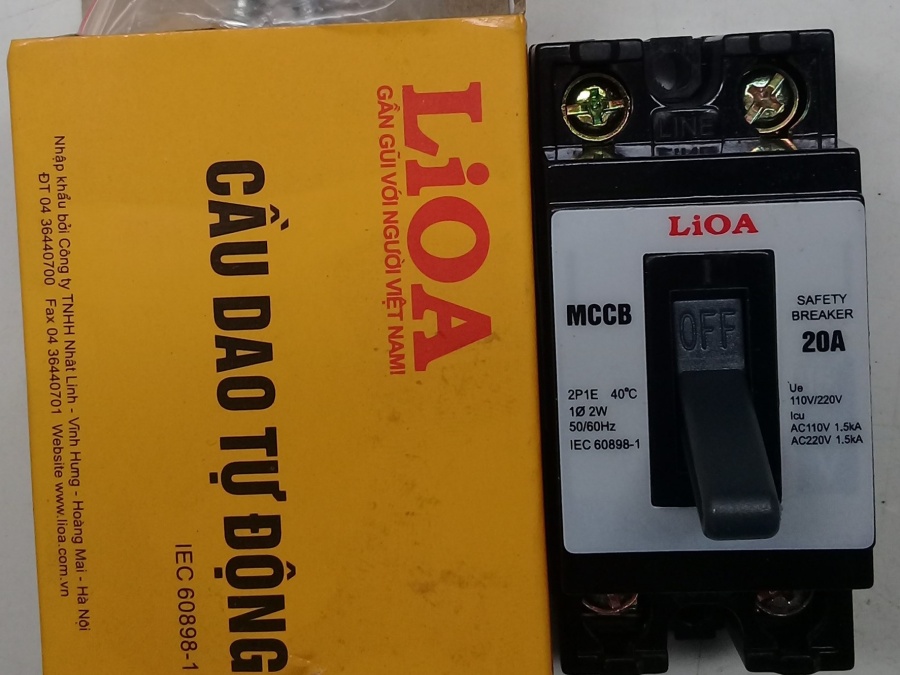 LiOA
GẦN GŨI VỚI NGƯỜI VIỆT NAM!
CẦU DAO TỰ ĐỘNG
IEC 60898-1
Nhập khẩu bởi Công ty TNHH Nhật Linh - Vĩnh Hưng - Hoàng Mai - Hà Nội
ĐT 04 36440700 Fax 04 36440701 Website www.lioa.com.vn
LINE
LiOA
MCCB
OFF
SAFETY
BREAKER
20A
2P1E 40°C
1Ø 2W
50/60Hz
IEC 60898-1
Ue
110V/220V
Icu
AC110V 1.5kA
AC220V 1.5kA